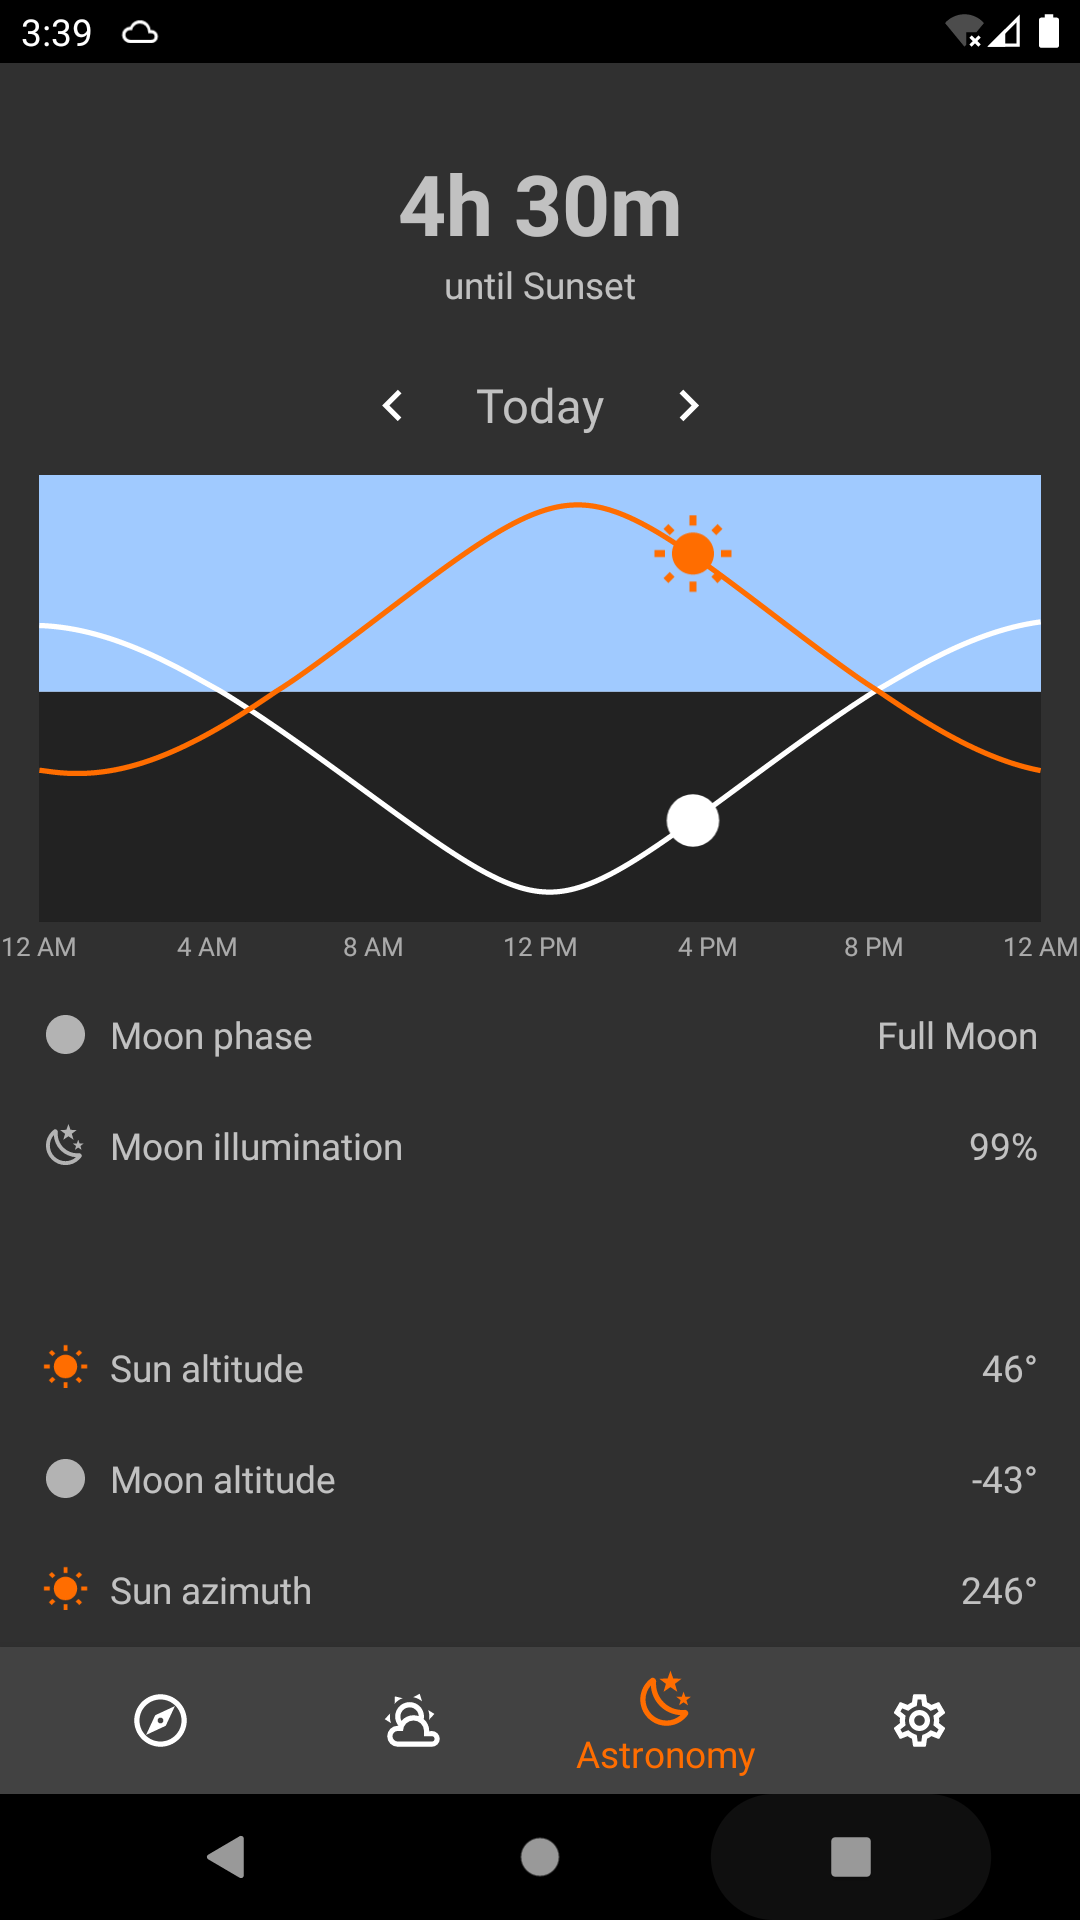 3:39
4h 30m
until Sunset
Today
12 AM 4 AM 8 AM 12 PM 4 PM 8 PM 12 AM
Moon phase Full Moon
Moon illumination 99%
Sun altitude 46°
Moon altitude -43°
Sun azimuth 246°
Astronomy